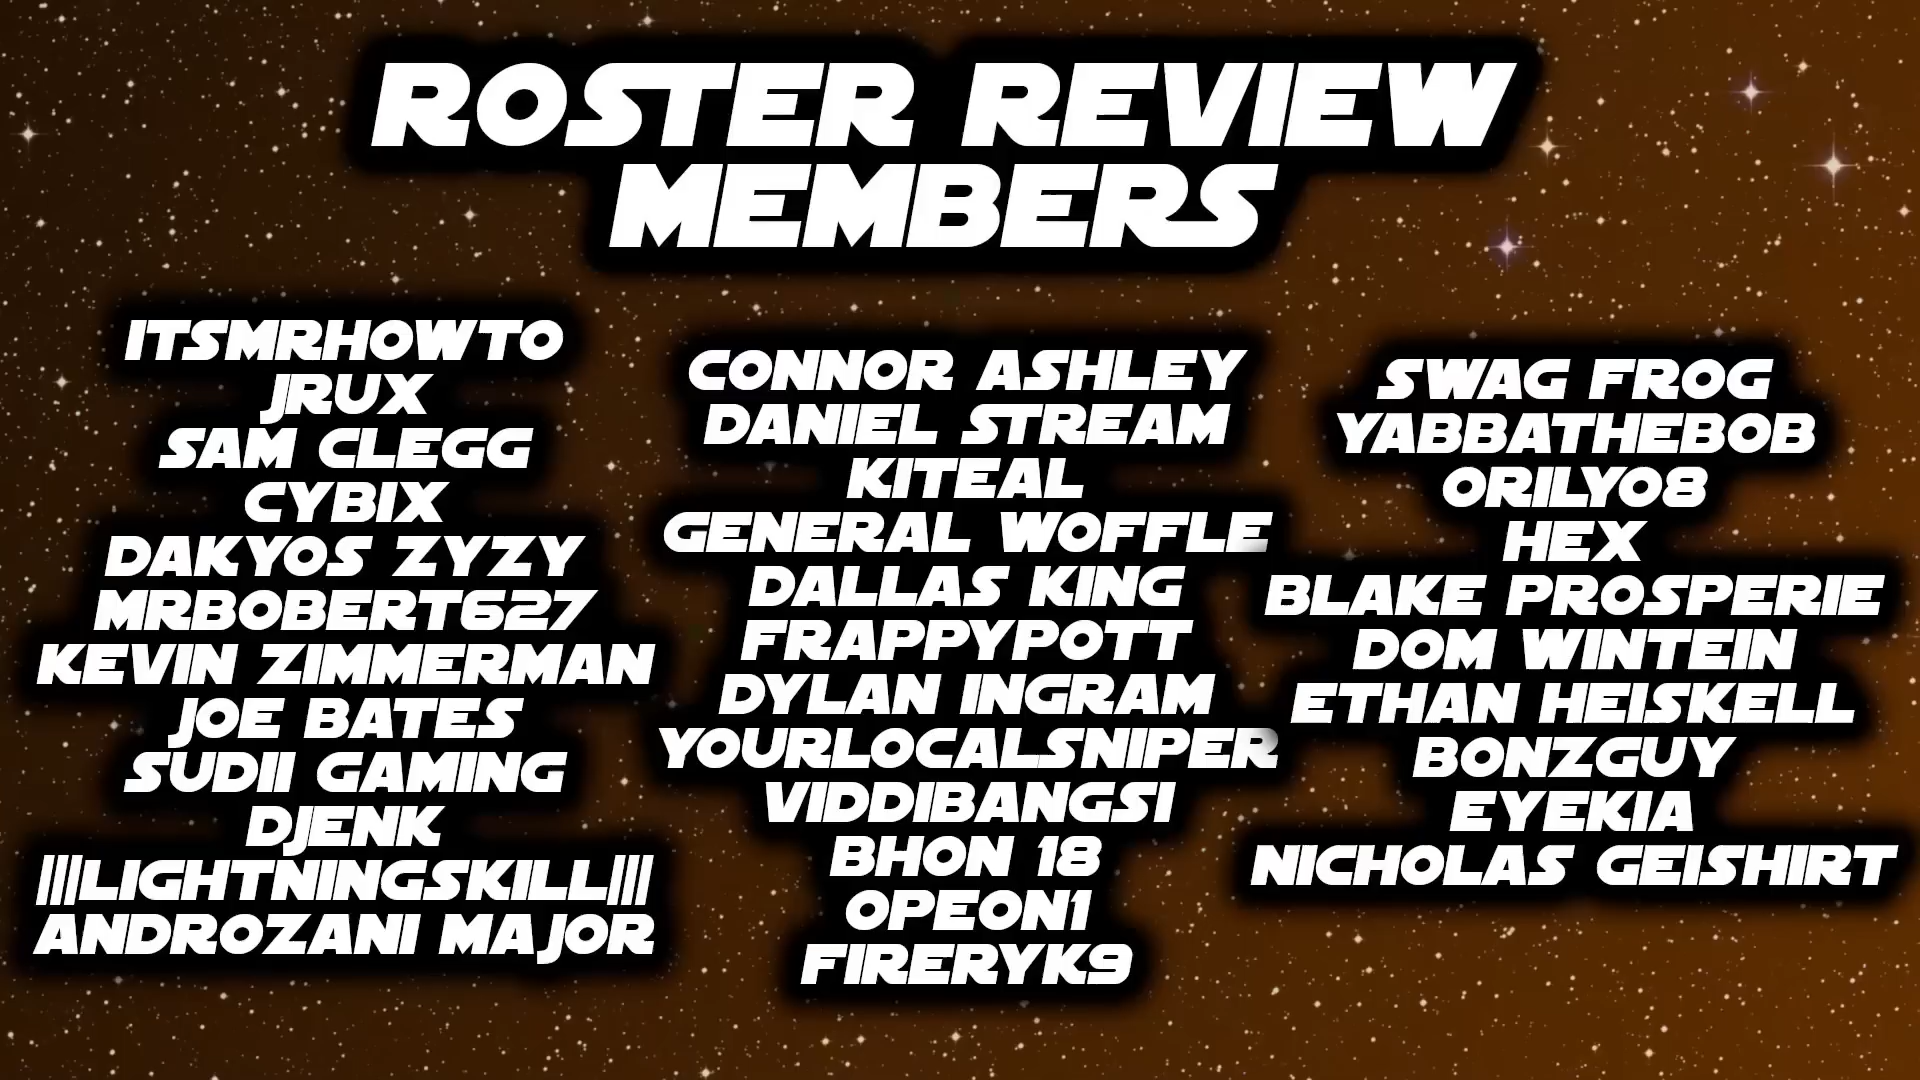 ROSTER REVIEW
MEMBERS
ITSMRHOWTO
JRUX
SAM CLEGG
CYBIX
DAKYOS ZYZY
MRBOBERT627
KEVIN ZIMMERMAN
JOE BATES
SUDII GAMING
DJENK
|||LIGHTNINGSKILL|||
ANDROZANI MAJOR
CONNOR ASHLEY
DANIEL STREAM
KITEAL
GENERAL WOFFLE
DALLAS KING
FRAPPYPOTT
DYLAN INGRAM
YOURLOCALSNIPER
VIDDIBANGSI
BHON 18
OPEON1
FIRERYK9
SWAG FROG
YABBATHEBOB
ORILYO8
HEX
BLAKE PROSPERIE
DOM WINTEIN
ETHAN HEISKELL
BONZGUY
EYEKIA
NICHOLAS GEISHIRT